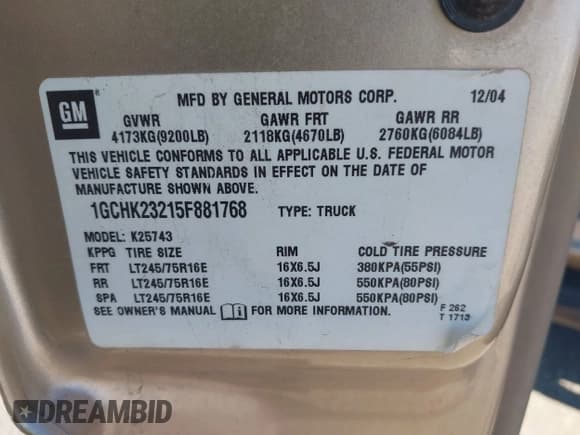 GM
MFD BY GENERAL MOTORS CORP. 12/04
GVWR GAWR FRT GAWR RR
4173KG(9200LB) 2118KG(4670LB) 2760KG(6084LB)
THIS VEHICLE CONFORMS TO ALL APPLICABLE U.S. FEDERAL MOTOR
VEHICLE SAFETY STANDARDS IN EFFECT ON THE DATE OF
MANUFACTURE SHOWN ABOVE.
1GCHK23215F881768 TYPE: TRUCK
MODEL: K25743
KPPG TIRE SIZE RIM COLD TIRE PRESSURE
FRT LT245/75R16E 16X6.5J 380KPA(55PSI)
RR LT245/75R16E 16X6.5J 550KPA(80PSI)
SPA LT245/75R16E 16X6.5J 550KPA(80PSI)
SEE OWNER'S MANUAL FOR MORE INFORMATION. F 262
T 1713
DREAMBID